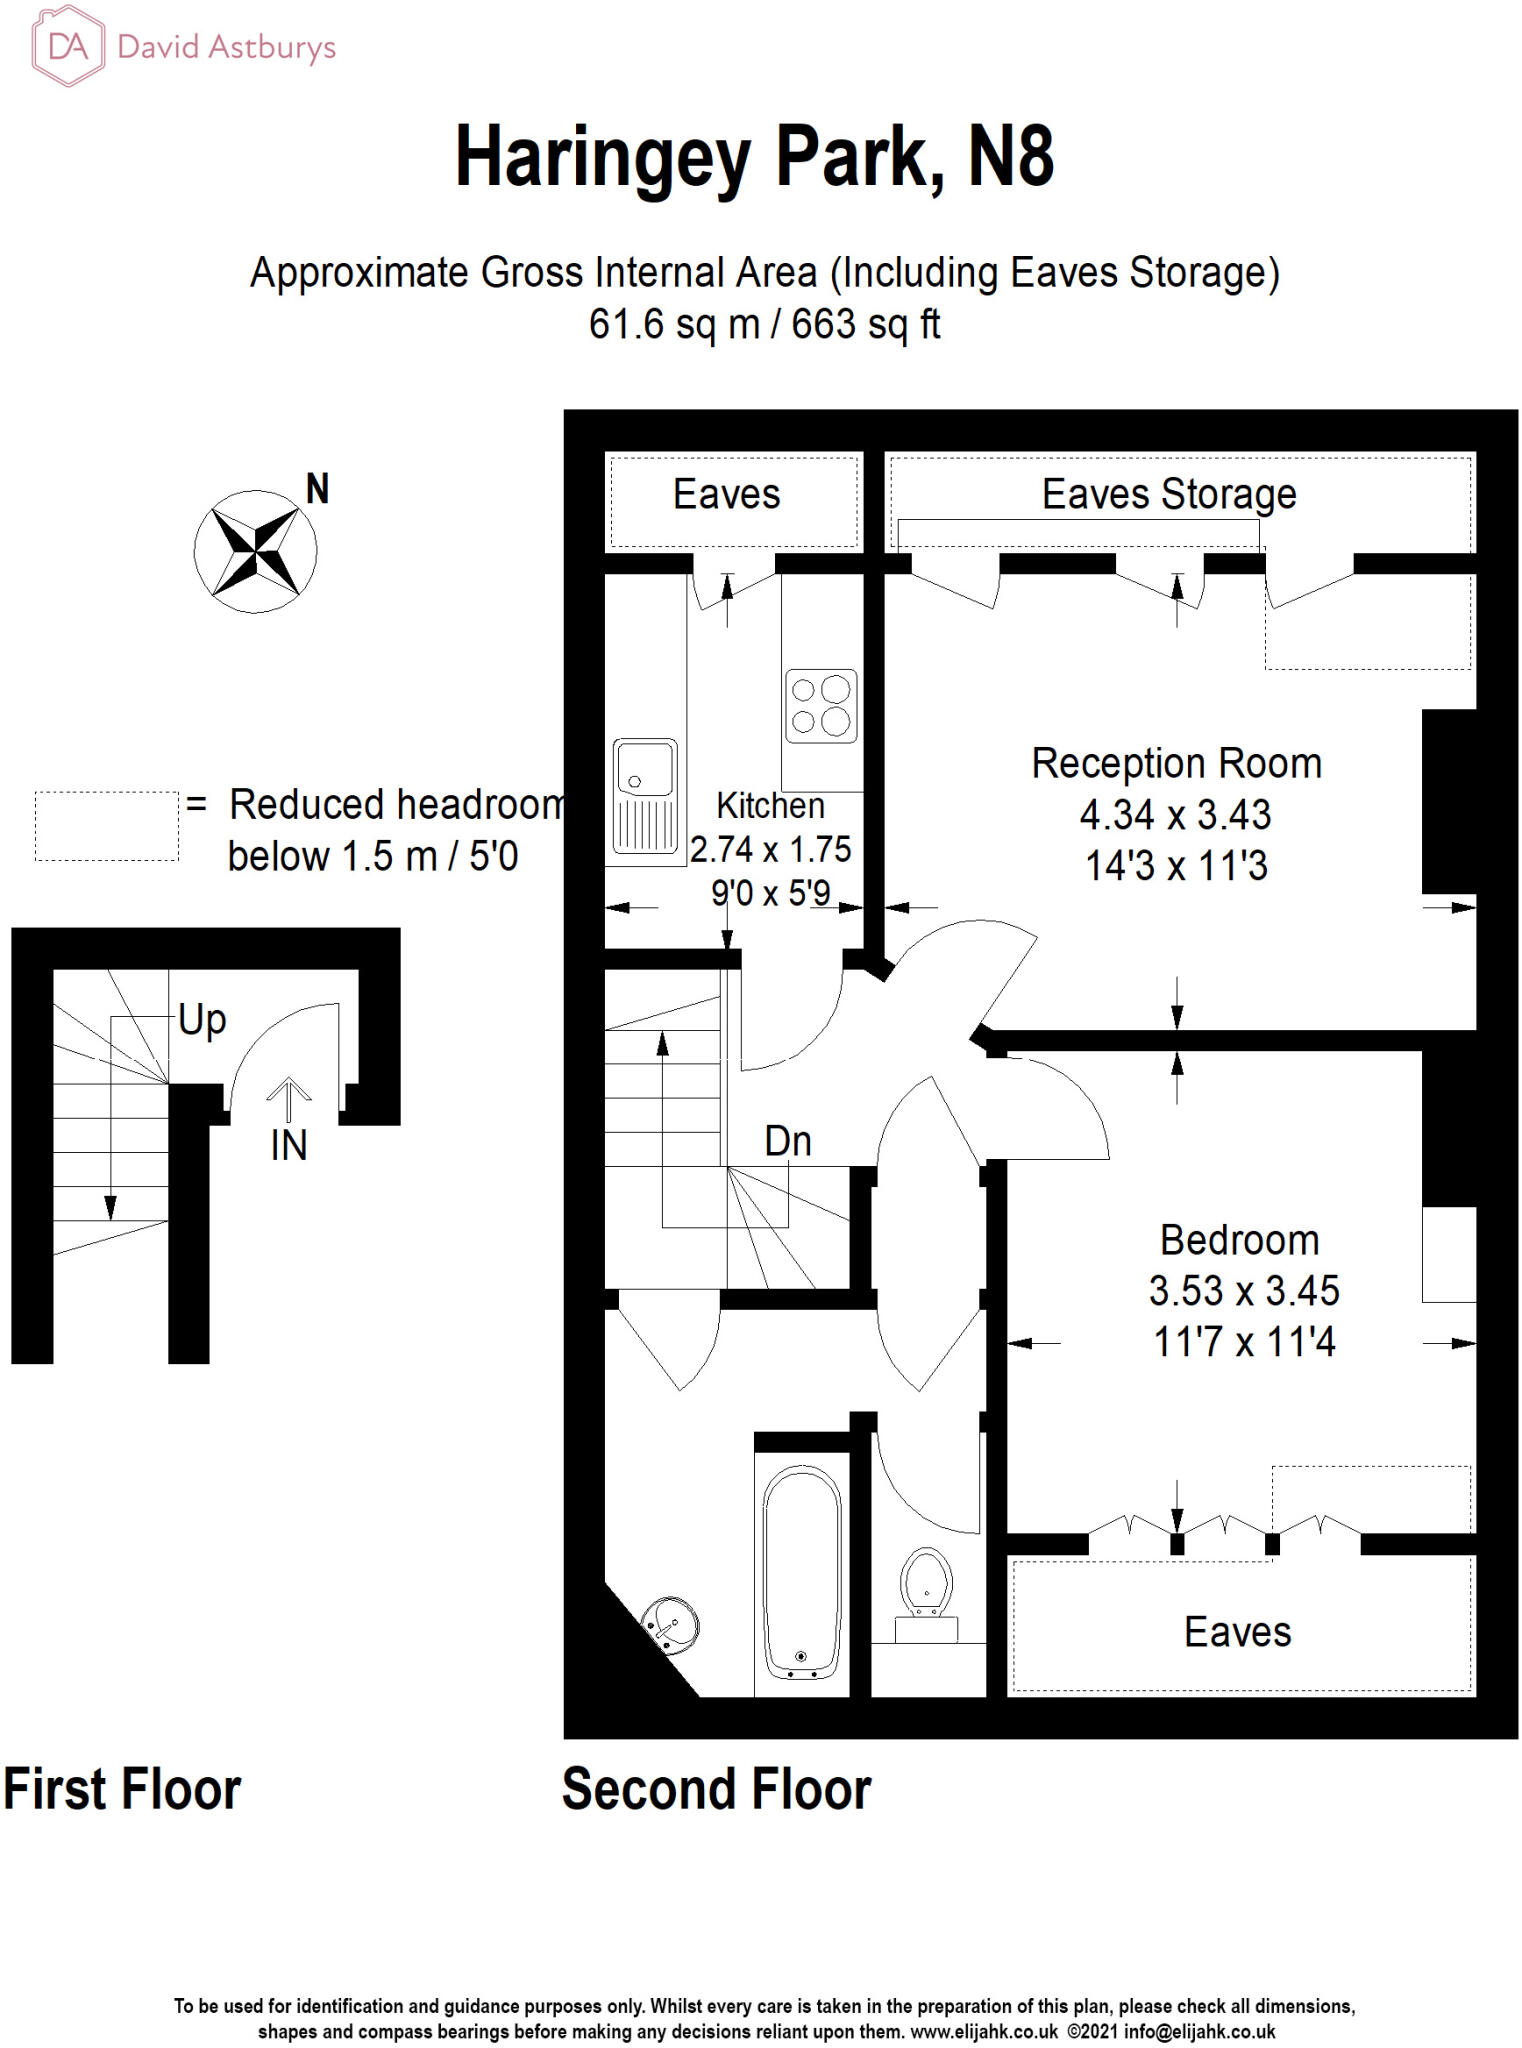 DA David Astburys
Haringey Park, N8
Approximate Gross Internal Area (Including Eaves Storage)
61.6 sq m / 663 sq ft
N
= Reduced headroom
below 1.5 m / 5'0
Up
IN
First Floor
Eaves
Eaves Storage
Kitchen
2.74 x 1.75
9'0 x 5'9
Reception Room
4.34 x 3.43
14'3 x 11'3
Dn
Bedroom
3.53 x 3.45
11'7 x 11'4
Eaves
Second Floor
To be used for identification and guidance purposes only. Whilst every care is taken in the preparation of this plan, please check all dimensions,
shapes and compass bearings before making any decisions reliant upon them. www.elijahk.co.uk ©2021 info@elijahk.co.uk